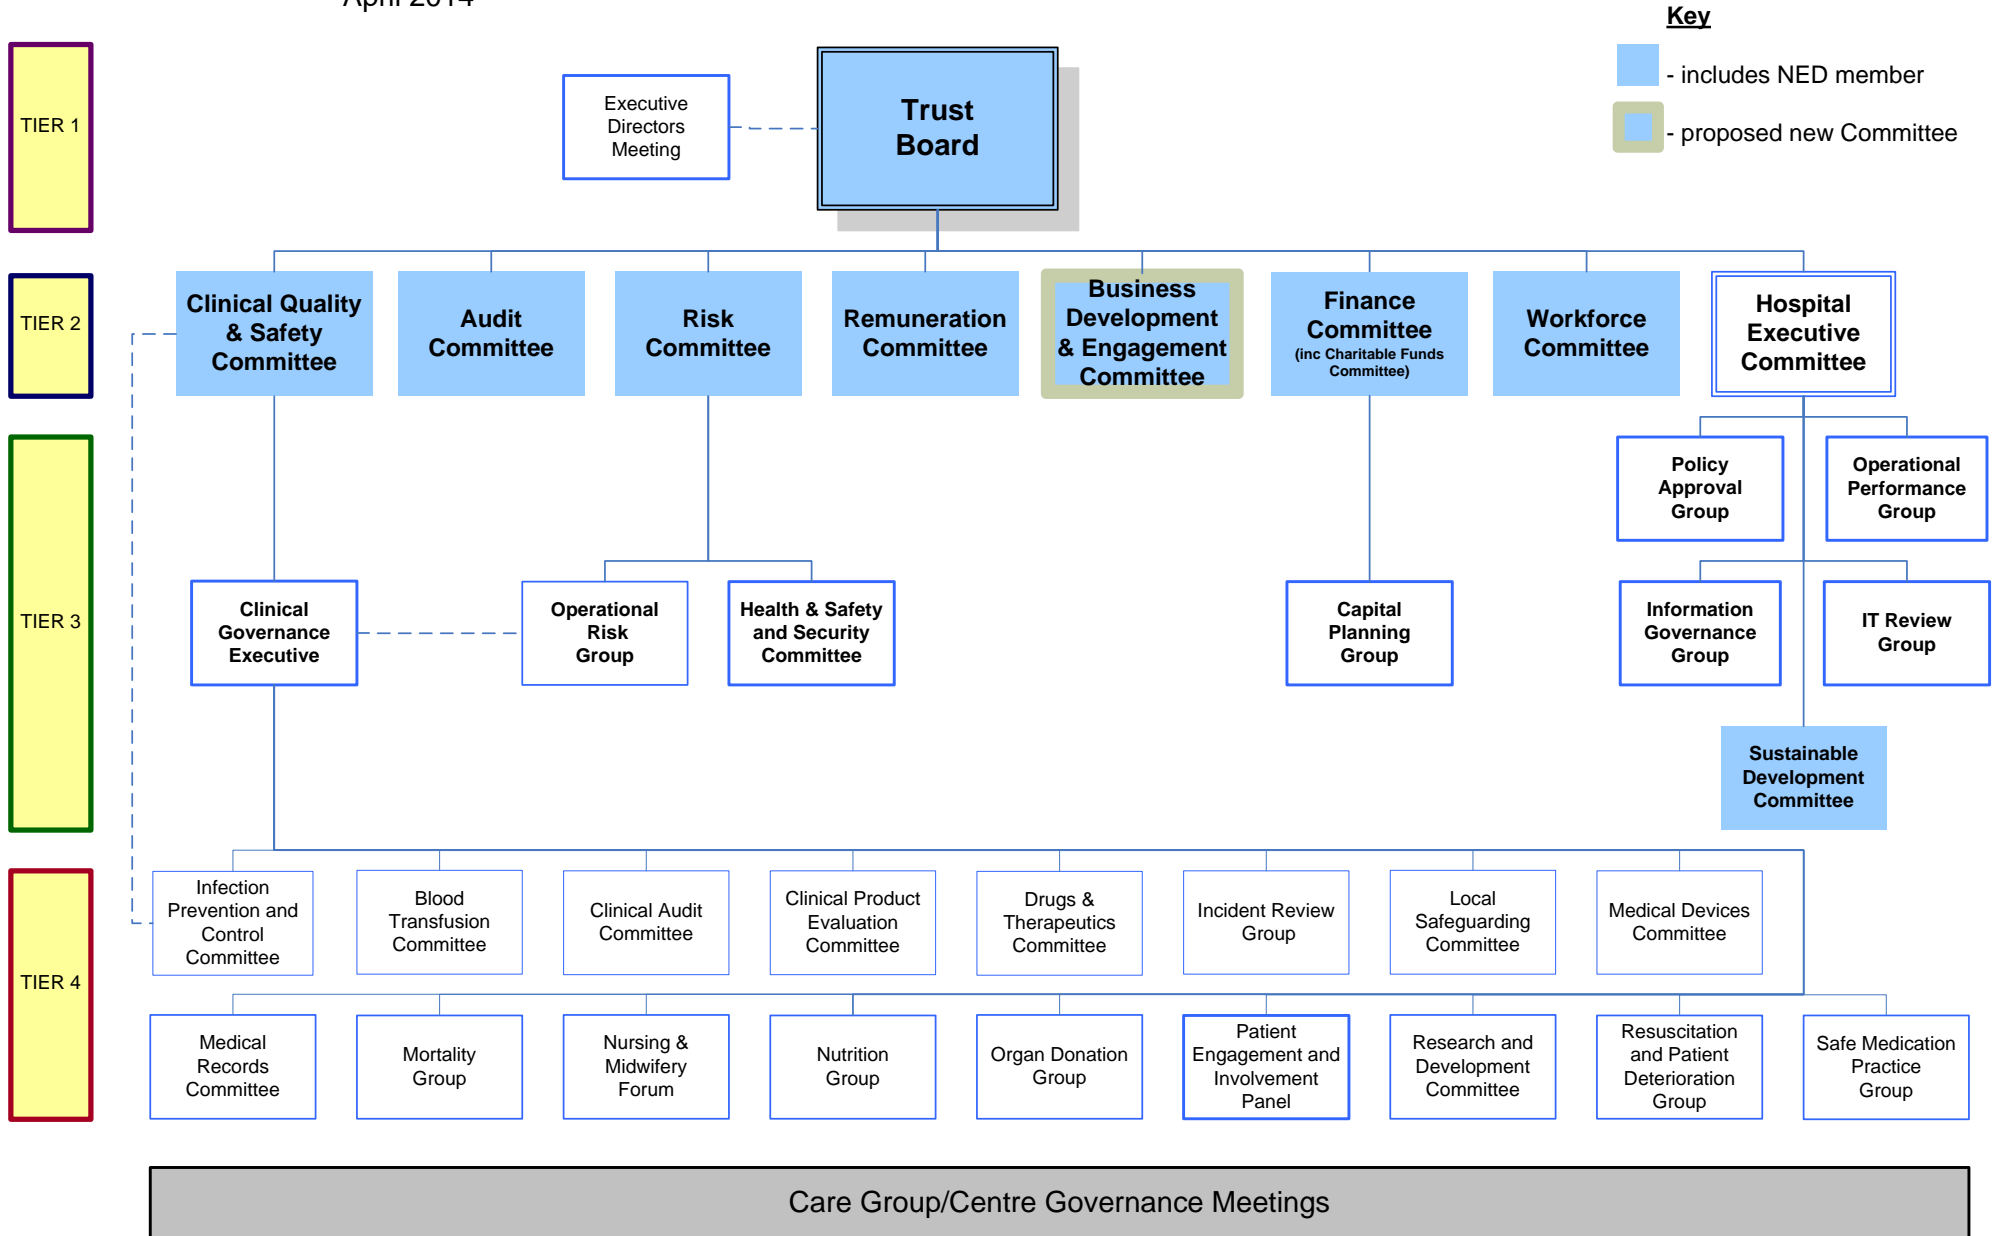 April 2014
Key
- includes NED member
- proposed new Committee
TIER 1
Executive
Directors
Meeting
Trust
Board
TIER 2
Clinical Quality
& Safety
Committee
Audit
Committee
Risk
Committee
Remuneration
Committee
Business
Development
& Engagement
Committee
Finance
Committee
(inc Charitable Funds
Committee)
Workforce
Committee
Hospital
Executive
Committee
TIER 3
Policy
Approval
Group
Operational
Performance
Group
Clinical
Governance
Executive
Operational
Risk
Group
Health & Safety
and Security
Committee
Capital
Planning
Group
Information
Governance
Group
IT Review
Group
Sustainable
Development
Committee
TIER 4
Infection
Prevention and
Control
Committee
Blood
Transfusion
Committee
Clinical Audit
Committee
Clinical Product
Evaluation
Committee
Drugs &
Therapeutics
Committee
Incident Review
Group
Local
Safeguarding
Committee
Medical Devices
Committee
Medical
Records
Committee
Mortality
Group
Nursing &
Midwifery
Forum
Nutrition
Group
Organ Donation
Group
Patient
Engagement and
Involvement
Panel
Research and
Development
Committee
Resuscitation
and Patient
Deterioration
Group
Safe Medication
Practice
Group
Care Group/Centre Governance Meetings